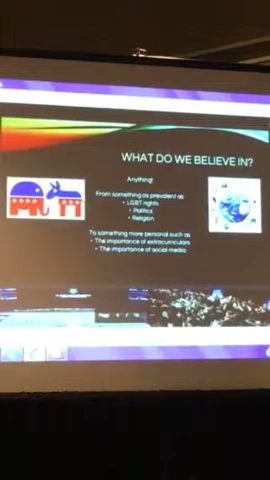 WHAT DO WE BELIEVE IN?
Anything!
From something as prevalent as
• LGBT rights
• Politics
• Religion
To something more personal such as
• The importance of extracurriculars
• The importance of social media